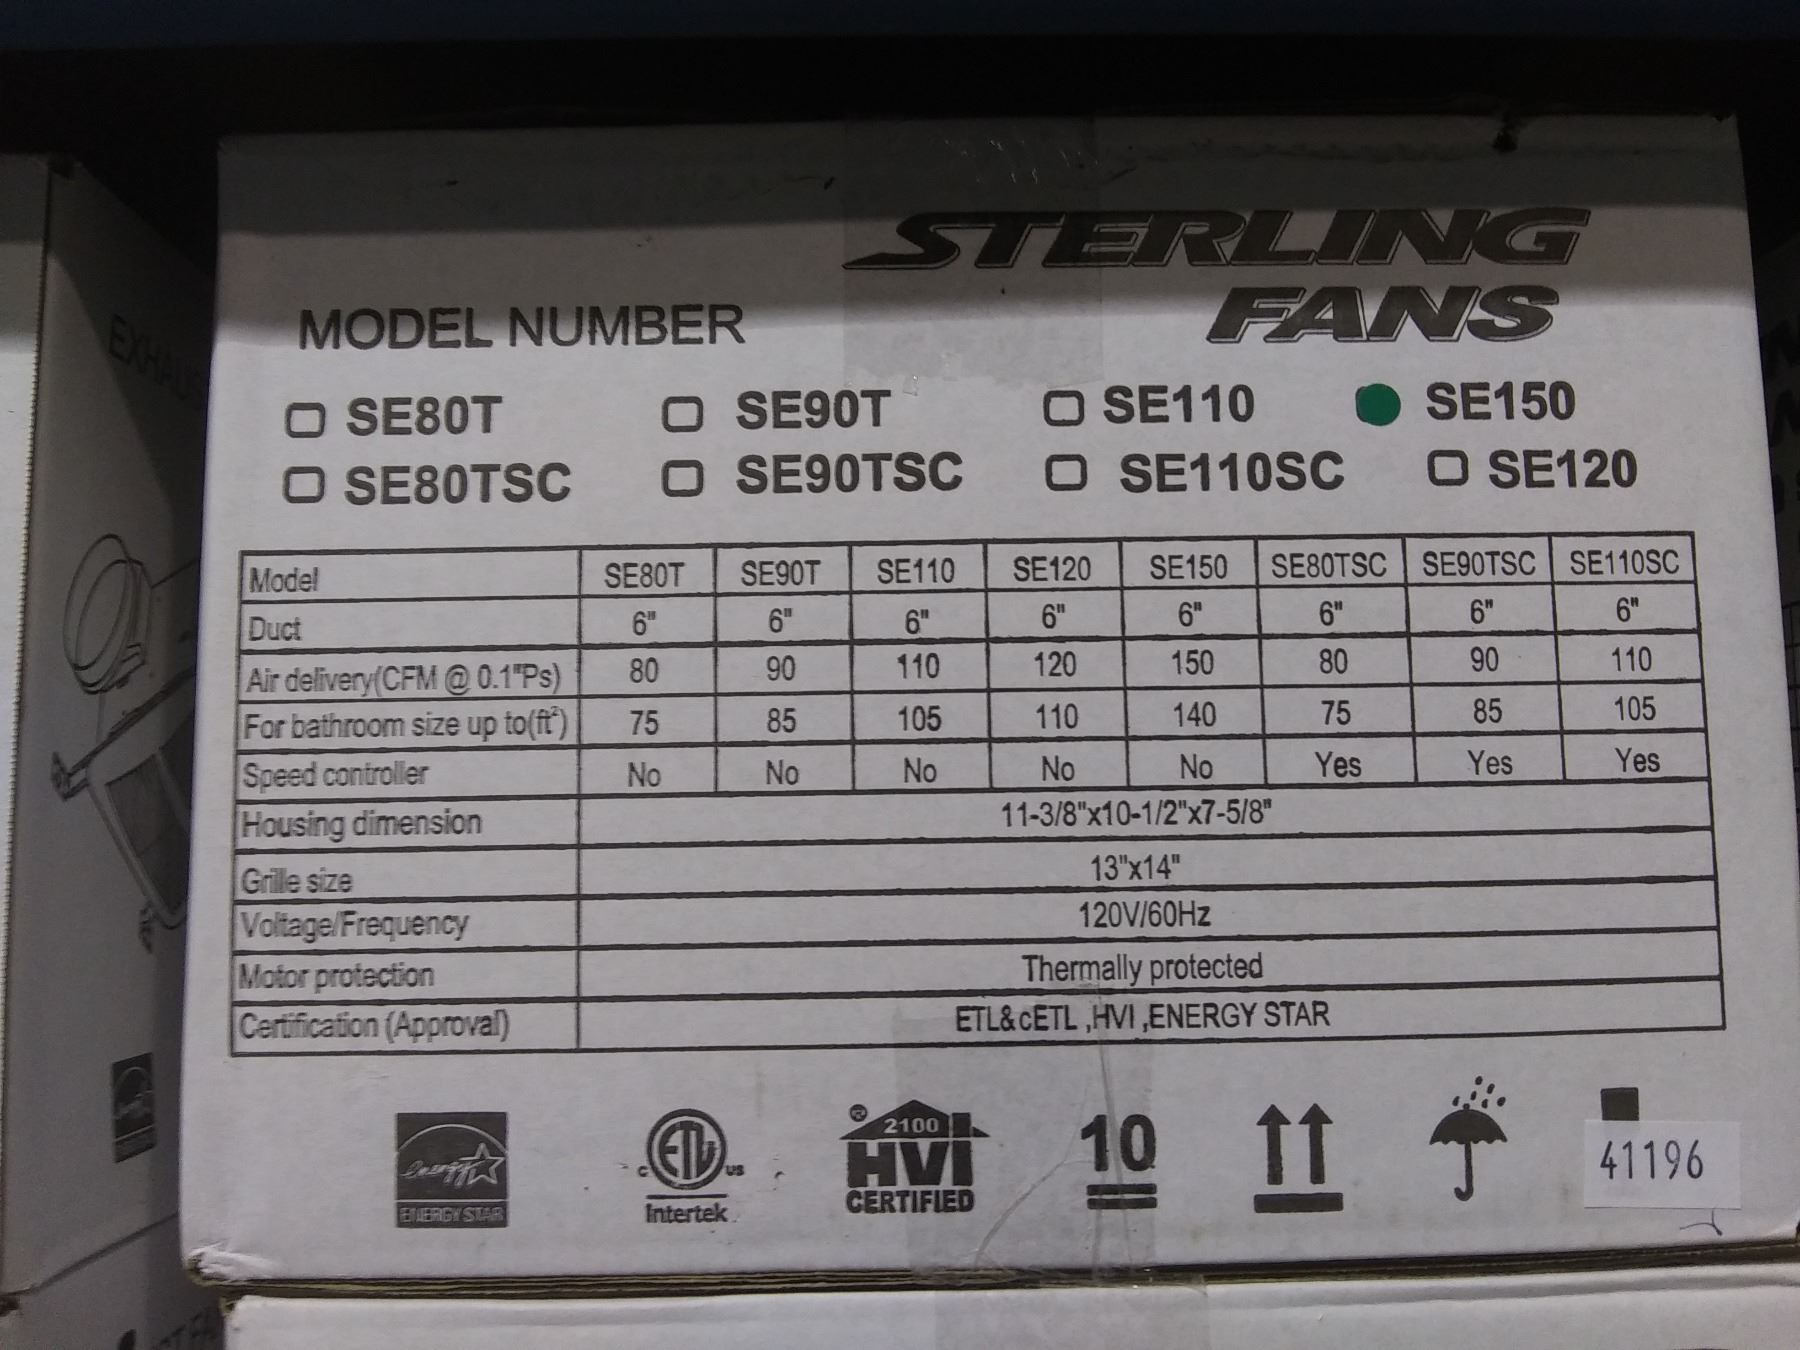 STERLING
FANS
MODEL NUMBER
SE80T SE90T SE110 SE150
SE80TSC SE90TSC SE110SC SE120
Model SE80T SE90T SE110 SE120 SE150 SE80TSC SE90TSC SE110SC
Duct 6" 6" 6" 6" 6" 6" 6" 6"
Air delivery(CFM @ 0.1"Ps) 80 90 110 120 150 80 90 110
For bathroom size up to(ft²) 75 85 105 110 140 75 85 105
Speed controller No No No No No Yes Yes Yes
Housing dimension 11-3/8"x10-1/2"x7-5/8"
Grille size 13"x14"
Voltage/Frequency 120V/60Hz
Motor protection Thermally protected
Certification (Approval) ETL&cETL ,HVI ,ENERGY STAR
energy
ENERGY STAR
c ETL us
Intertek
® 2100
HVI
CERTIFIED
10
41196